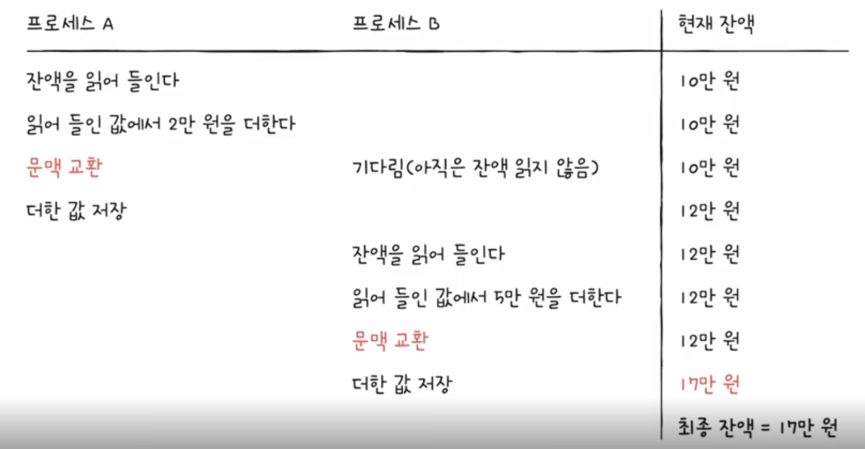 프로세스 A 프로세스 B 현재 잔액
잔액을 읽어 들인다 10만 원
읽어 들인 값에서 2만 원을 더한다 10만 원
문맥 교환 기다림(아직은 잔액 읽지 않음) 10만 원
더한 값 저장 12만 원
잔액을 읽어 들인다 12만 원
읽어 들인 값에서 5만 원을 더한다 12만 원
문맥 교환 12만 원
더한 값 저장 17만 원
최종 잔액 = 17만 원